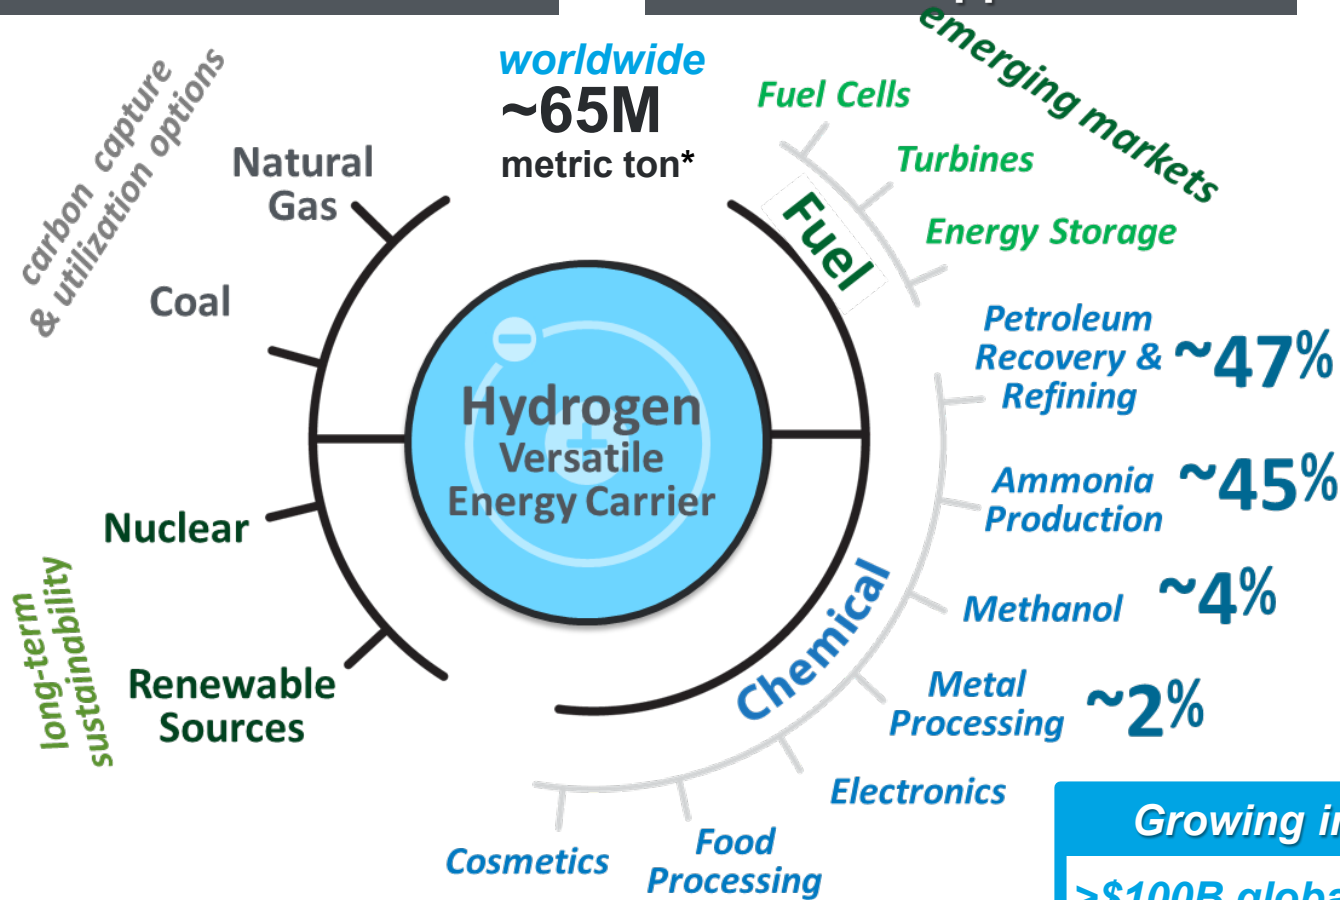 worldwide
~65M
metric ton*
carbon capture
& utilization options
Natural
Gas
Coal
Nuclear
Renewable
Sources
long-term
sustainability
Hydrogen
Versatile
Energy Carrier
emerging markets
Fuel
Fuel Cells
Turbines
Energy Storage
Chemical
Petroleum
Recovery &
Refining
~47%
Ammonia
Production
~45%
Methanol
~4%
Metal
Processing
~2%
Electronics
Food
Processing
Cosmetics
Growing
>$100B